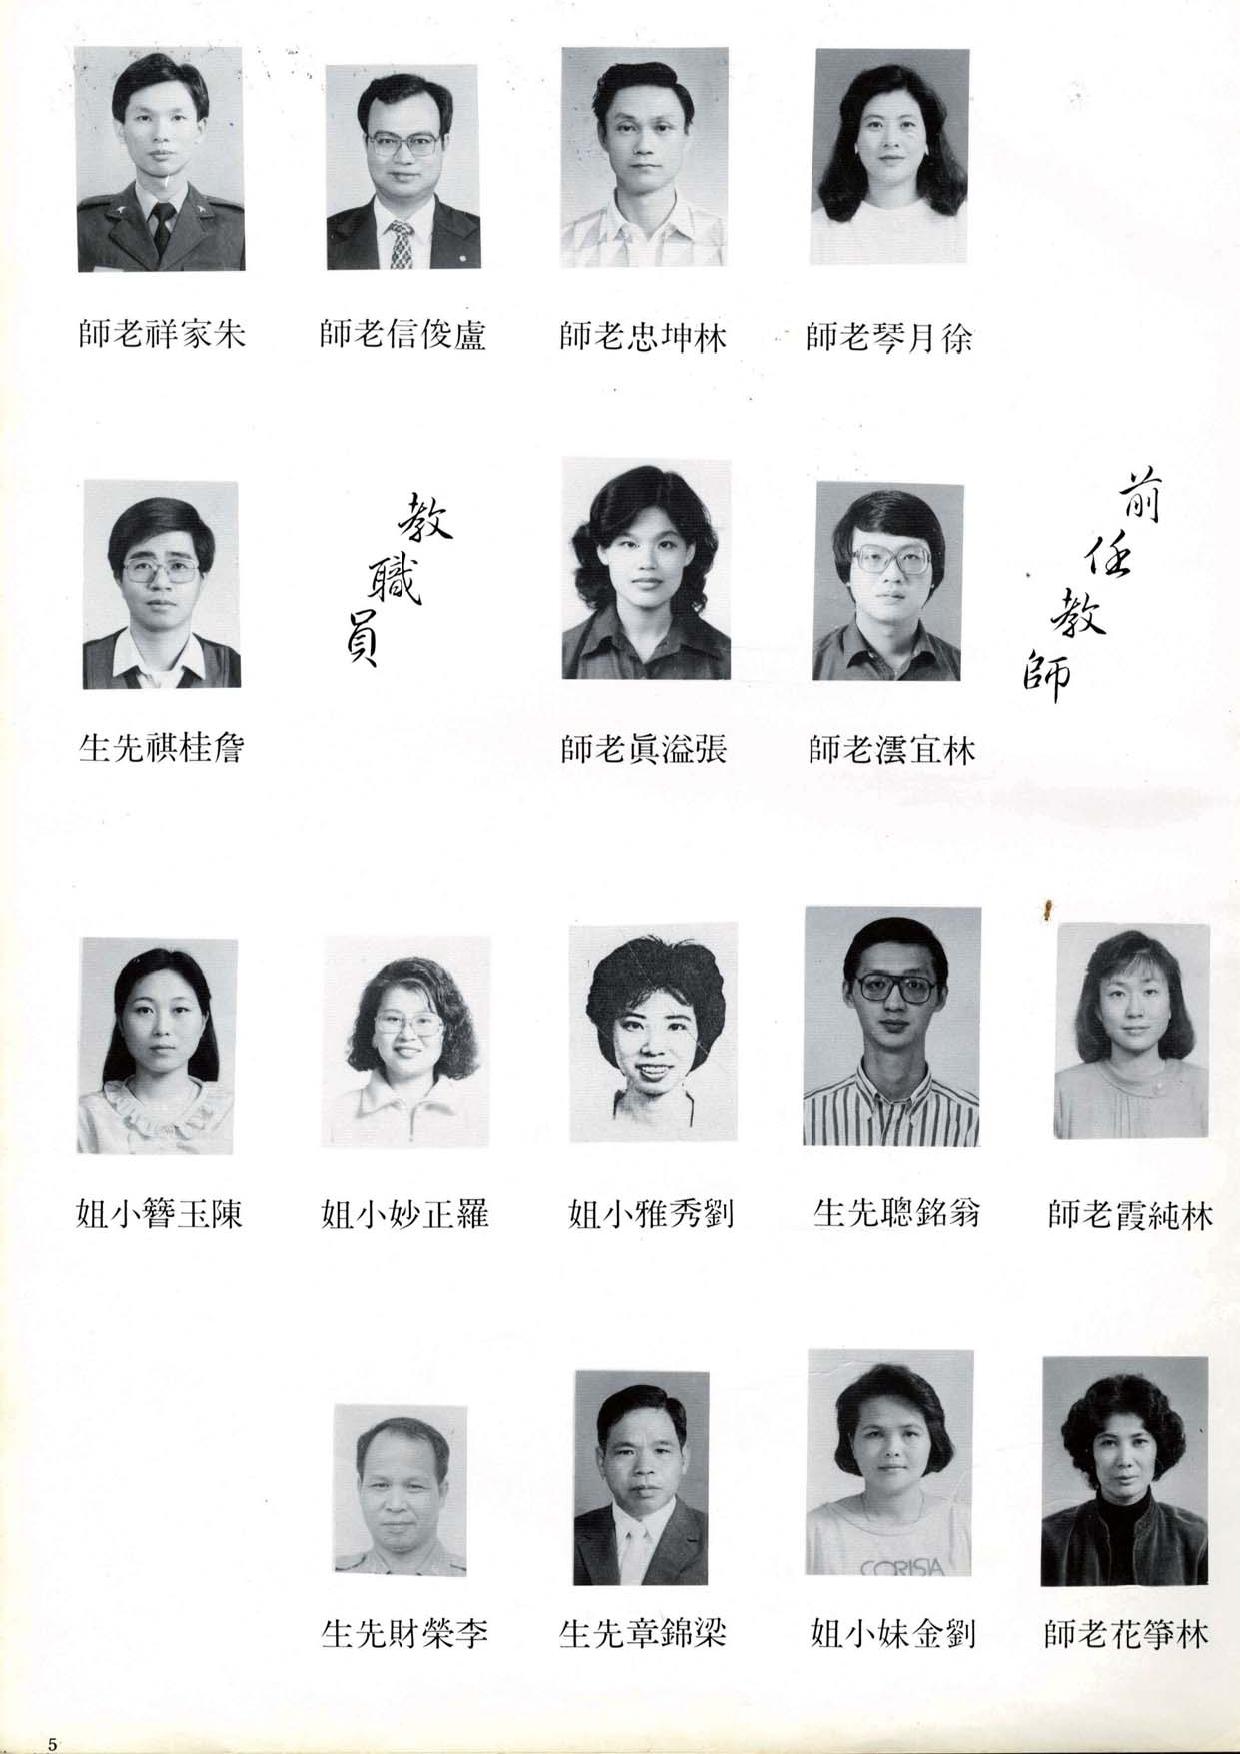 徐月琴老師
林坤忠老師
盧俊信老師
朱家祥老師
前任教師
林宜澐老師
張溢眞老師
教職員
詹桂祺先生
林純霞老師
翁銘聰先生
劉秀雅小姐
羅正妙小姐
陳玉簪小姐
CORISIA
林箏花老師
劉金妹小姐
梁錦章先生
李榮財先生
5